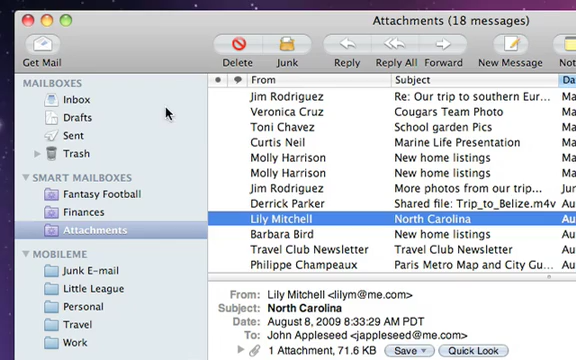 Attachments (18 messages)
Get Mail
Delete
Junk
Reply
Reply All
Forward
New Message
MAILBOXES
Inbox
Drafts
Sent
Trash
SMART MAILBOXES
Fantasy Football
Finances
Attachments
MOBILEME
Junk E-mail
Little League
Personal
Travel
Work
From Subject
Jim Rodriguez Re: Our trip to southern Eur...
Veronica Cruz Cougars Team Photo
Toni Chavez School garden Pics
Curtis Neil Marine Life Presentation
Molly Harrison New home listings
Molly Harrison New home listings
Jim Rodriguez More photos from our trip ...
Derrick Parker Shared file: Trip_to_Belize.m4v
Lily Mitchell North Carolina
Barbara Bird New home listings
Travel Club Newsletter Travel Club Newsletter
Philippe Champeaux Paris Metro Map and City Gu...
From: Lily Mitchell <lilym@me.com>
Subject: North Carolina
Date: August 8, 2009 8:33:29 AM PDT
To: John Appleseed <jappleseed@me.com>
1 Attachment, 71.6 KB Save Quick Look